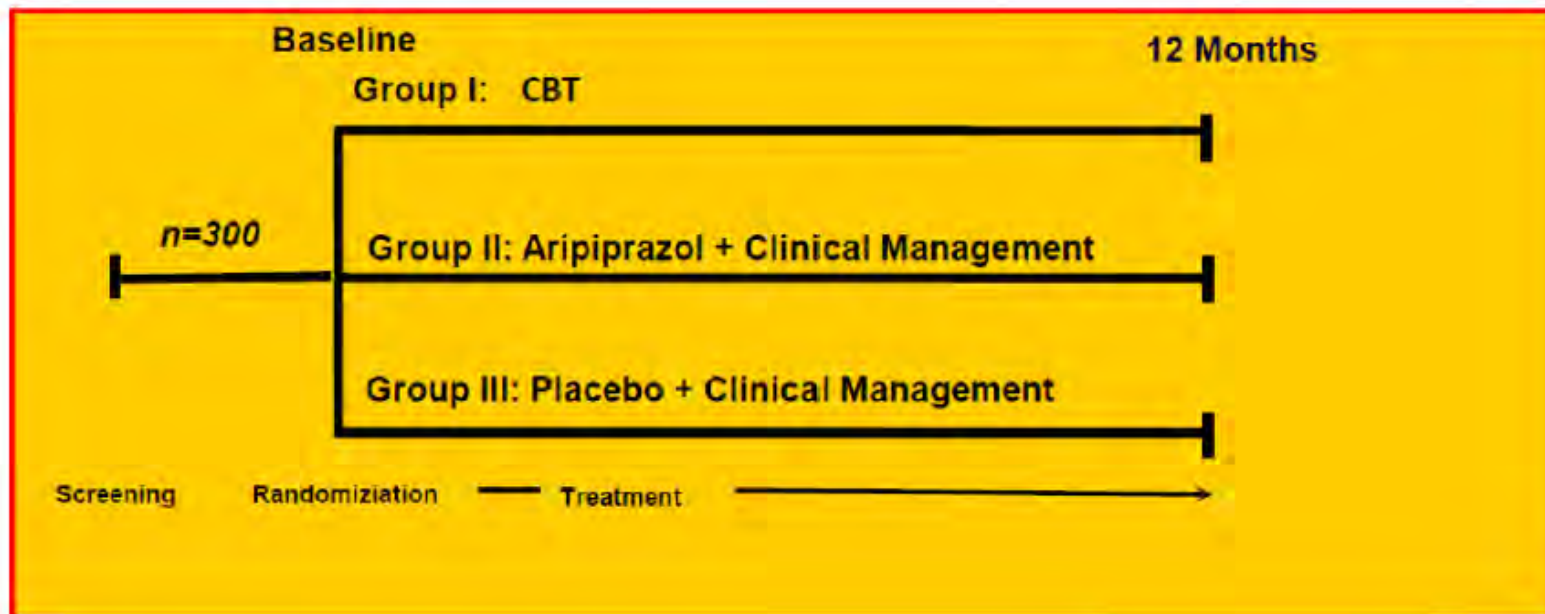 Baseline
12 Months
Group I: CBT
n=300
Group II: Aripiprazol + Clinical Management
Group III: Placebo + Clinical Management
Screening Randomiziation Treatment